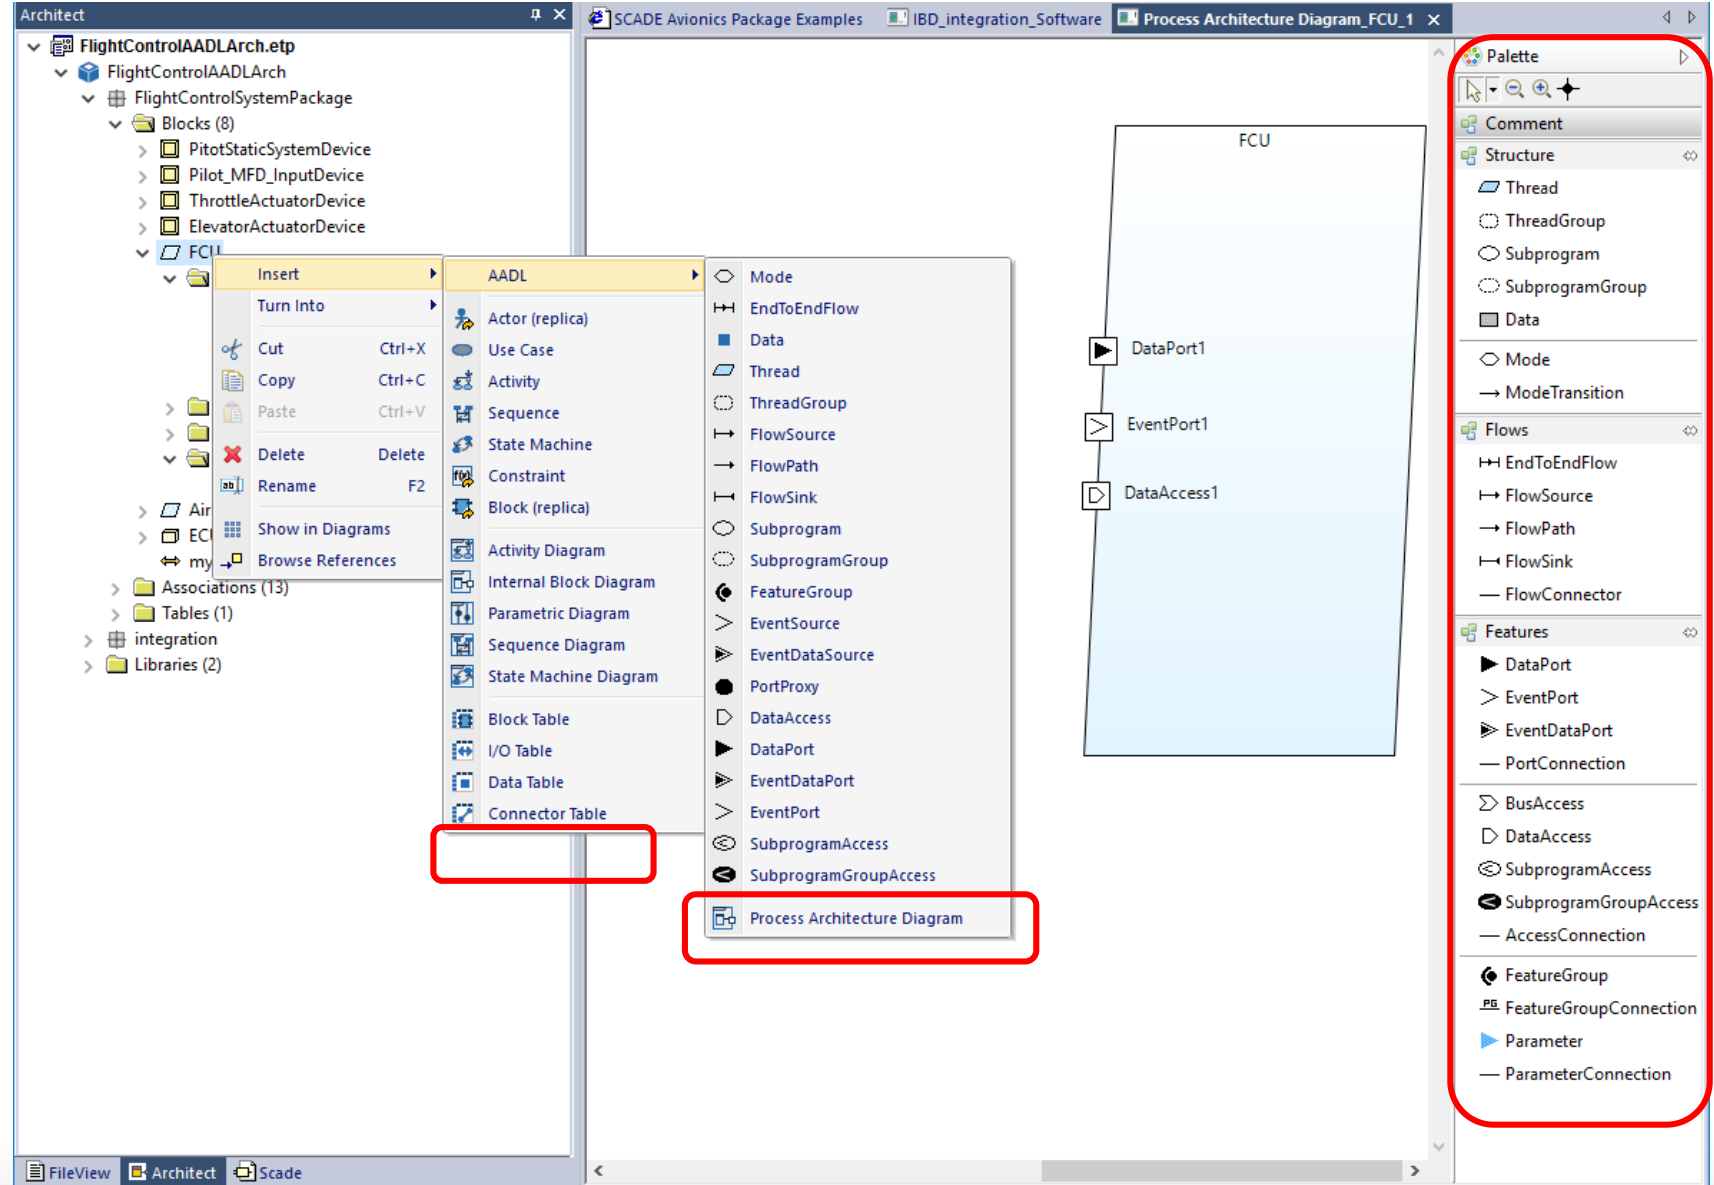 Architect
FlightControlAADLArch.etp
FlightControlAADLArch
FlightControlSystemPackage
Blocks (8)
PitotStaticSystemDevice
Pilot_MFD_InputDevice
ThrottleActuatorDevice
ElevatorActuatorDevice
FCU
Air
my
Associations (13)
Tables (1)
integration
Libraries (2)
FileView
Architect
Scade
Insert
Turn Into
Cut Ctrl+X
Copy Ctrl+C
Paste Ctrl+V
Delete Delete
Rename F2
Show in Diagrams
Browse References
AADL
Actor (replica)
Use Case
Activity
Sequence
State Machine
Constraint
Block (replica)
Activity Diagram
Internal Block Diagram
Parametric Diagram
Sequence Diagram
State Machine Diagram
Block Table
I/O Table
Data Table
Connector Table
Mode
EndToEndFlow
Data
Thread
ThreadGroup
FlowSource
FlowPath
FlowSink
Subprogram
SubprogramGroup
FeatureGroup
EventSource
EventDataSource
PortProxy
DataAccess
DataPort
EventDataPort
EventPort
SubprogramAccess
SubprogramGroupAccess
Process Architecture Diagram
SCADE Avionics Package Examples
IBD_integration_Software
Process Architecture Diagram_FCU_1
FCU
DataPort1
EventPort1
DataAccess1
Palette
Comment
Structure
Thread
ThreadGroup
Subprogram
SubprogramGroup
Data
Mode
ModeTransition
Flows
EndToEndFlow
FlowSource
FlowPath
FlowSink
FlowConnector
Features
DataPort
EventPort
EventDataPort
PortConnection
BusAccess
DataAccess
SubprogramAccess
SubprogramGroupAccess
AccessConnection
FeatureGroup
FeatureGroupConnection
Parameter
ParameterConnection